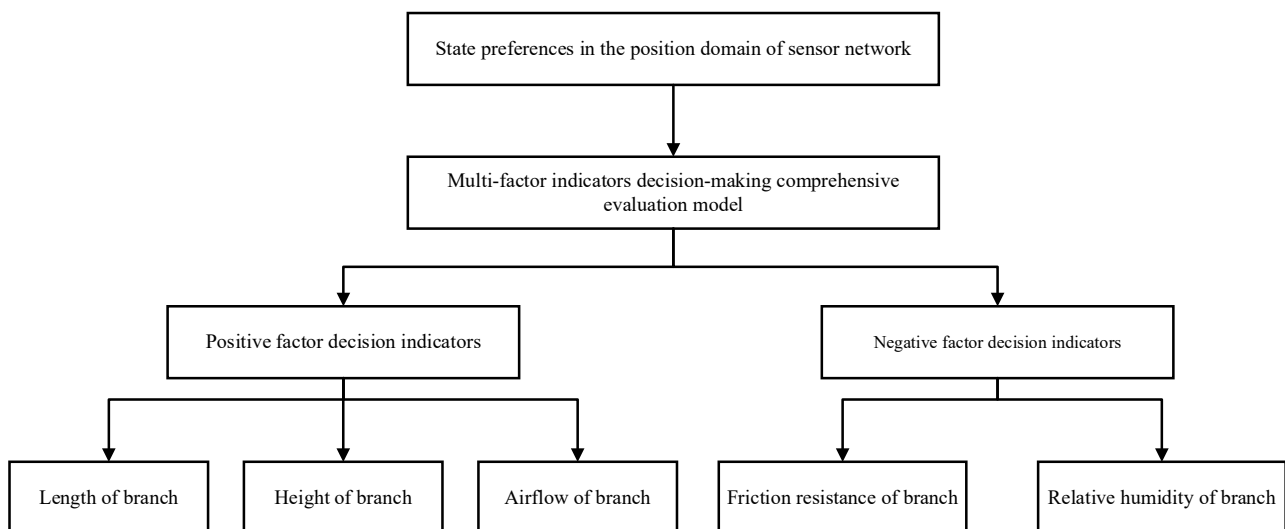 State preferences in the position domain of sensor network
Multi-factor indicators decision-making comprehensive
evaluation model
Positive factor decision indicators
Negative factor decision indicators
Length of branch
Height of branch
Airflow of branch
Friction resistance of branch
Relative humidity of branch